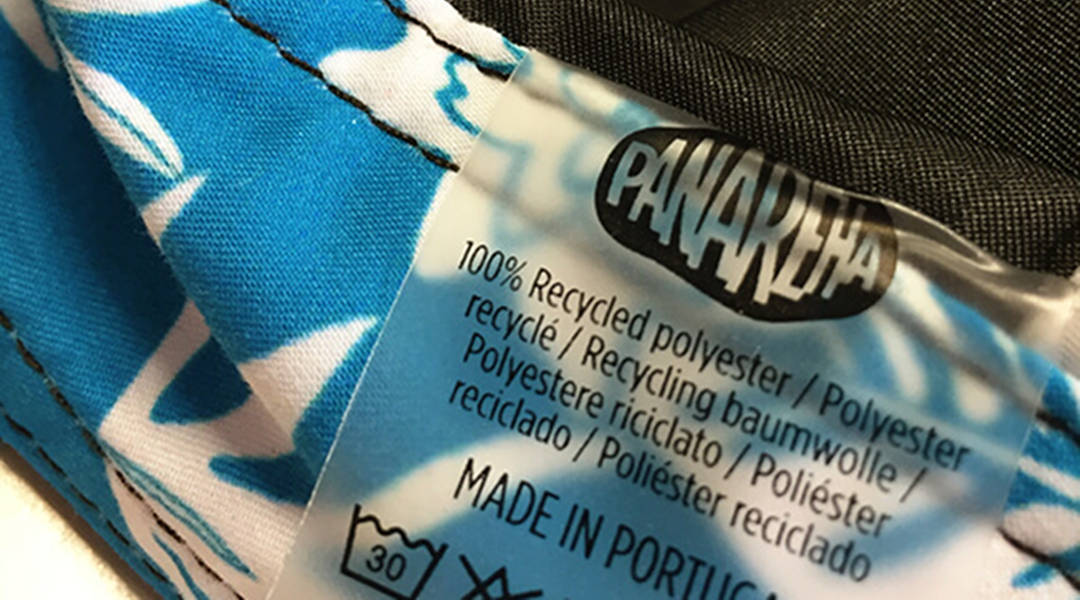 PANAREHA
100% Recycled polyester / Polyester
recyclé / Recycling baumwolle /
Polyestere riciclato / Poliéster
reciclado / Poliéster reciclado
MADE IN PORTUGA
30